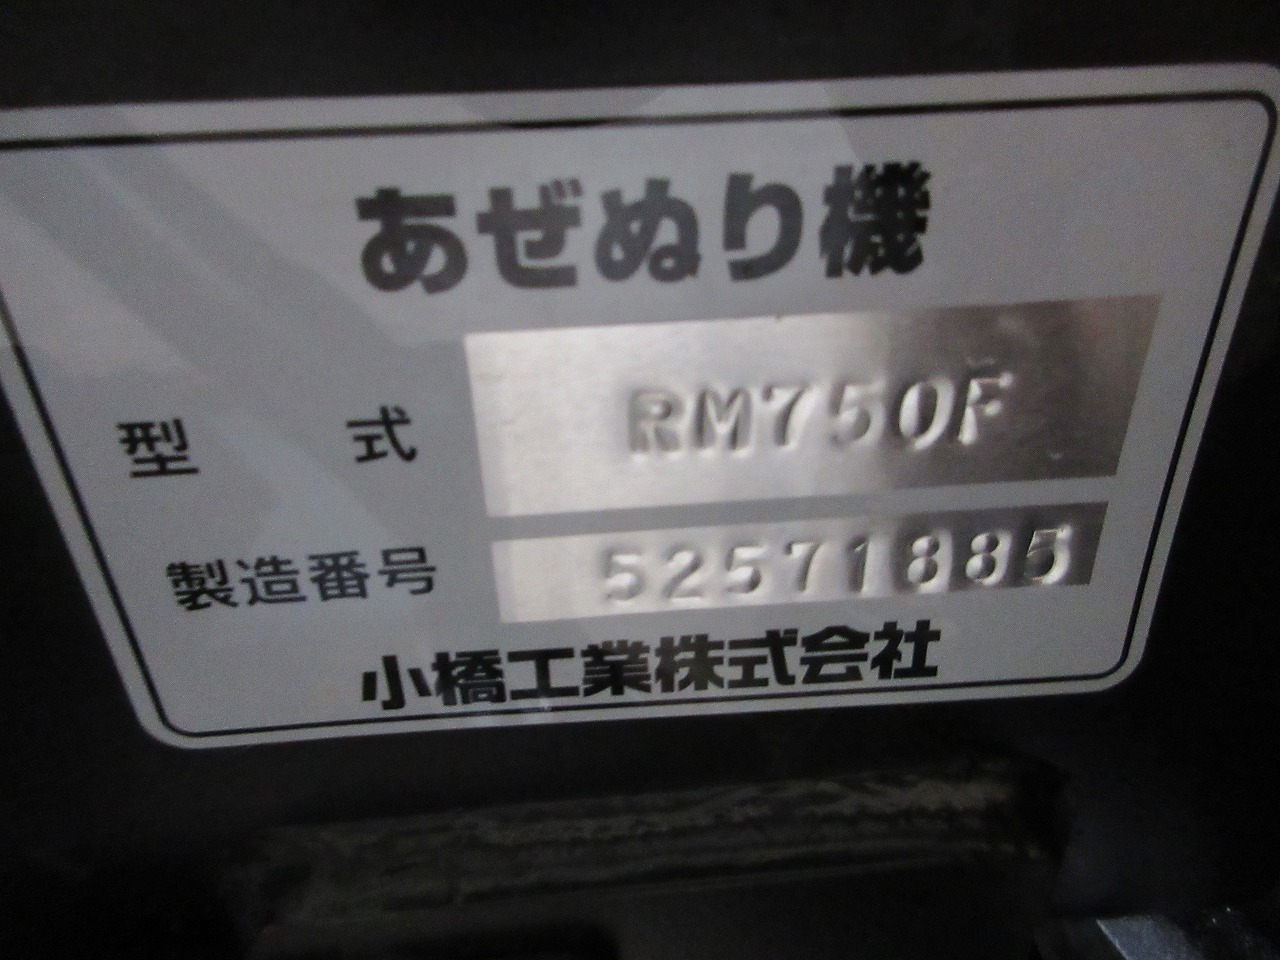 あぜぬり機
型式 RM750F
製造番号 52571885
小橋工業株式会社